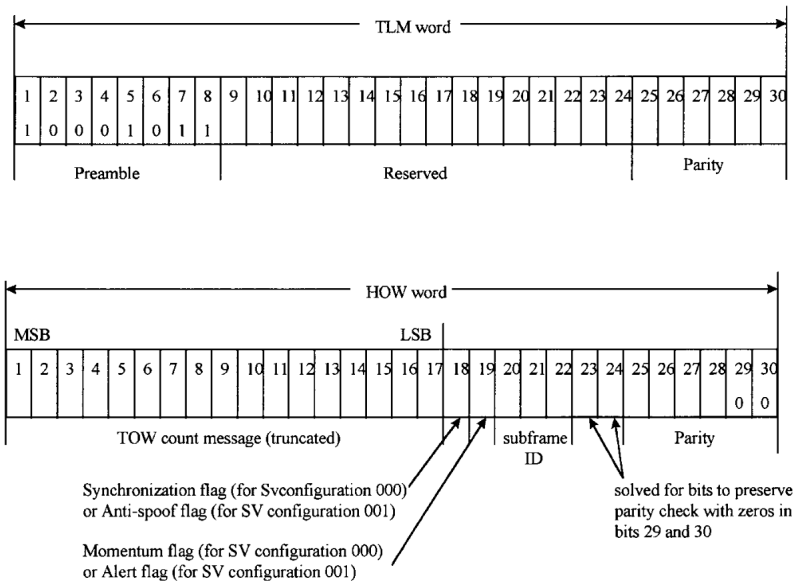 TLM word
1 2 3 4 5 6 7 8 9 10 11 12 13 14 15 16 17 18 19 20 21 22 23 24 25 26 27 28 29 30
1 0 0 0 1 0 1 1
Preamble Reserved Parity
HOW word
MSB LSB
1 2 3 4 5 6 7 8 9 10 11 12 13 14 15 16 17 18 19 20 21 22 23 24 25 26 27 28 29 30
0 0
TOW count message (truncated) subframe Parity
ID
Synchronization flag (for Svconfiguration 000)
or Anti-spoof flag (for SV configuration 001)
solved for bits to preserve
parity check with zeros in
bits 29 and 30
Momentum flag (for SV configuration 000)
or Alert flag (for SV configuration 001)